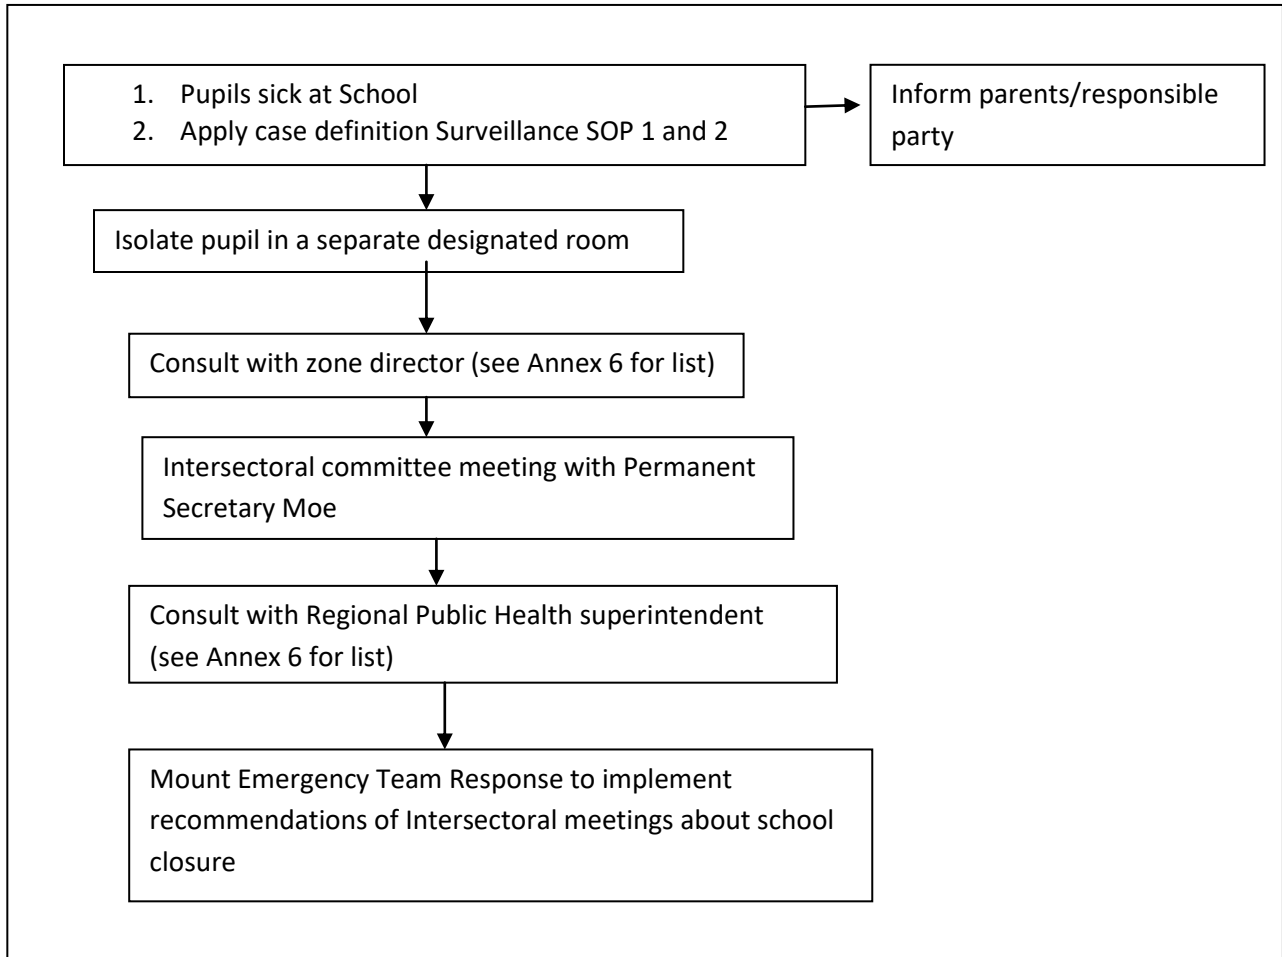 1. Pupils sick at School
2. Apply case definition Surveillance SOP 1 and 2
Inform parents/responsible
party
Isolate pupil in a separate designated room
Consult with zone director (see Annex 6 for list)
Intersectoral committee meeting with Permanent
Secretary Moe
Consult with Regional Public Health superintendent
(see Annex 6 for list)
Mount Emergency Team Response to implement
recommendations of Intersectoral meetings about school
closure